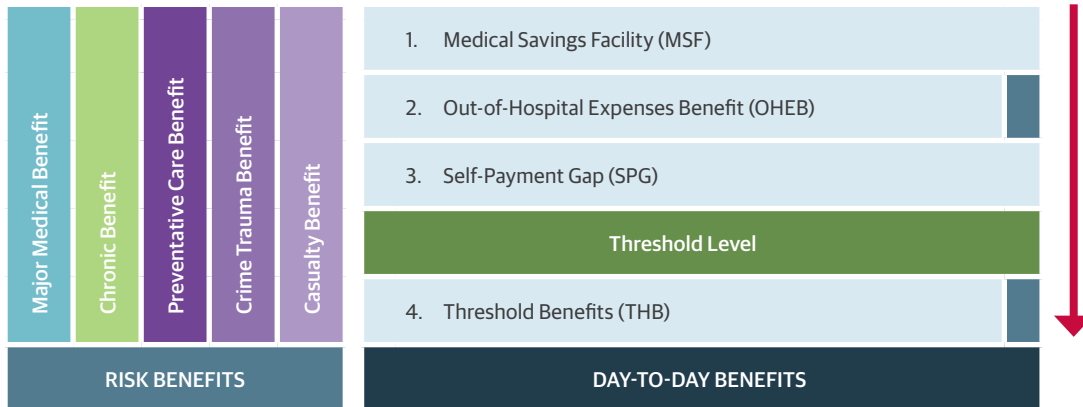 Major Medical Benefit
Chronic Benefit
Preventative Care Benefit
Crime Trauma Benefit
Casualty Benefit
RISK BENEFITS
1. Medical Savings Facility (MSF)
2. Out-of-Hospital Expenses Benefit (OHEB)
3. Self-Payment Gap (SPG)
Threshold Level
4. Threshold Benefits (THB)
DAY-TO-DAY BENEFITS